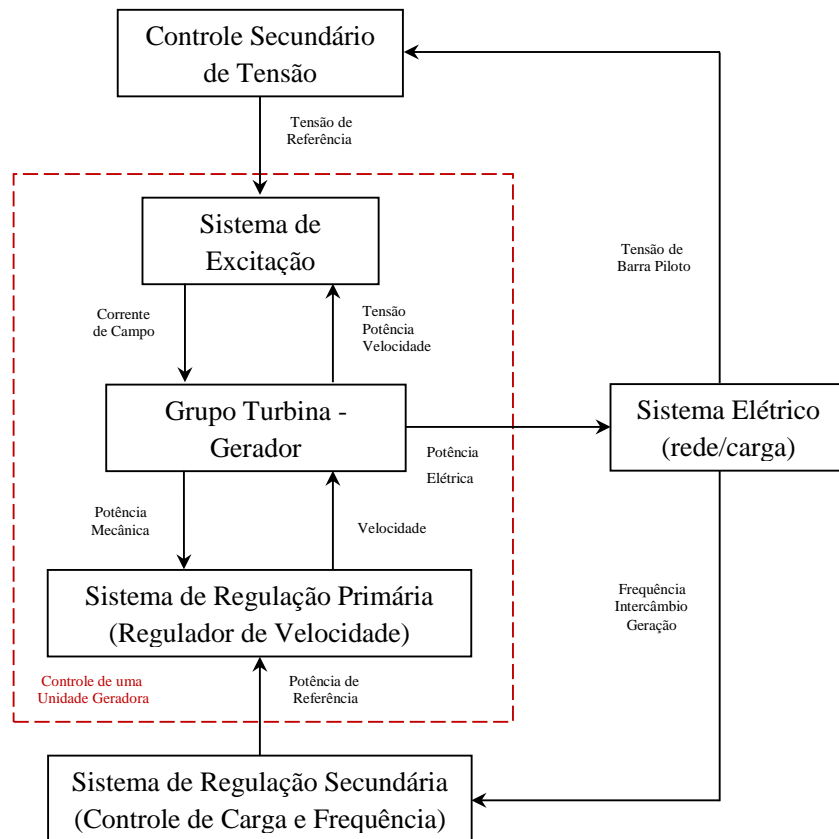 Controle Secundário
de Tensão
Tensão de
Referência
Sistema de
Excitação
Corrente
de Campo
Tensão
Potência
Velocidade
Tensão de
Barra Piloto
Grupo Turbina -
Gerador
Potência
Elétrica
Sistema Elétrico
(rede/carga)
Potência
Mecânica
Velocidade
Sistema de Regulação Primária
(Regulador de Velocidade)
Frequência
Intercâmbio
Geração
Controle de uma
Unidade Geradora
Potência de
Referência
Sistema de Regulação Secundária
(Controle de Carga e Frequência)